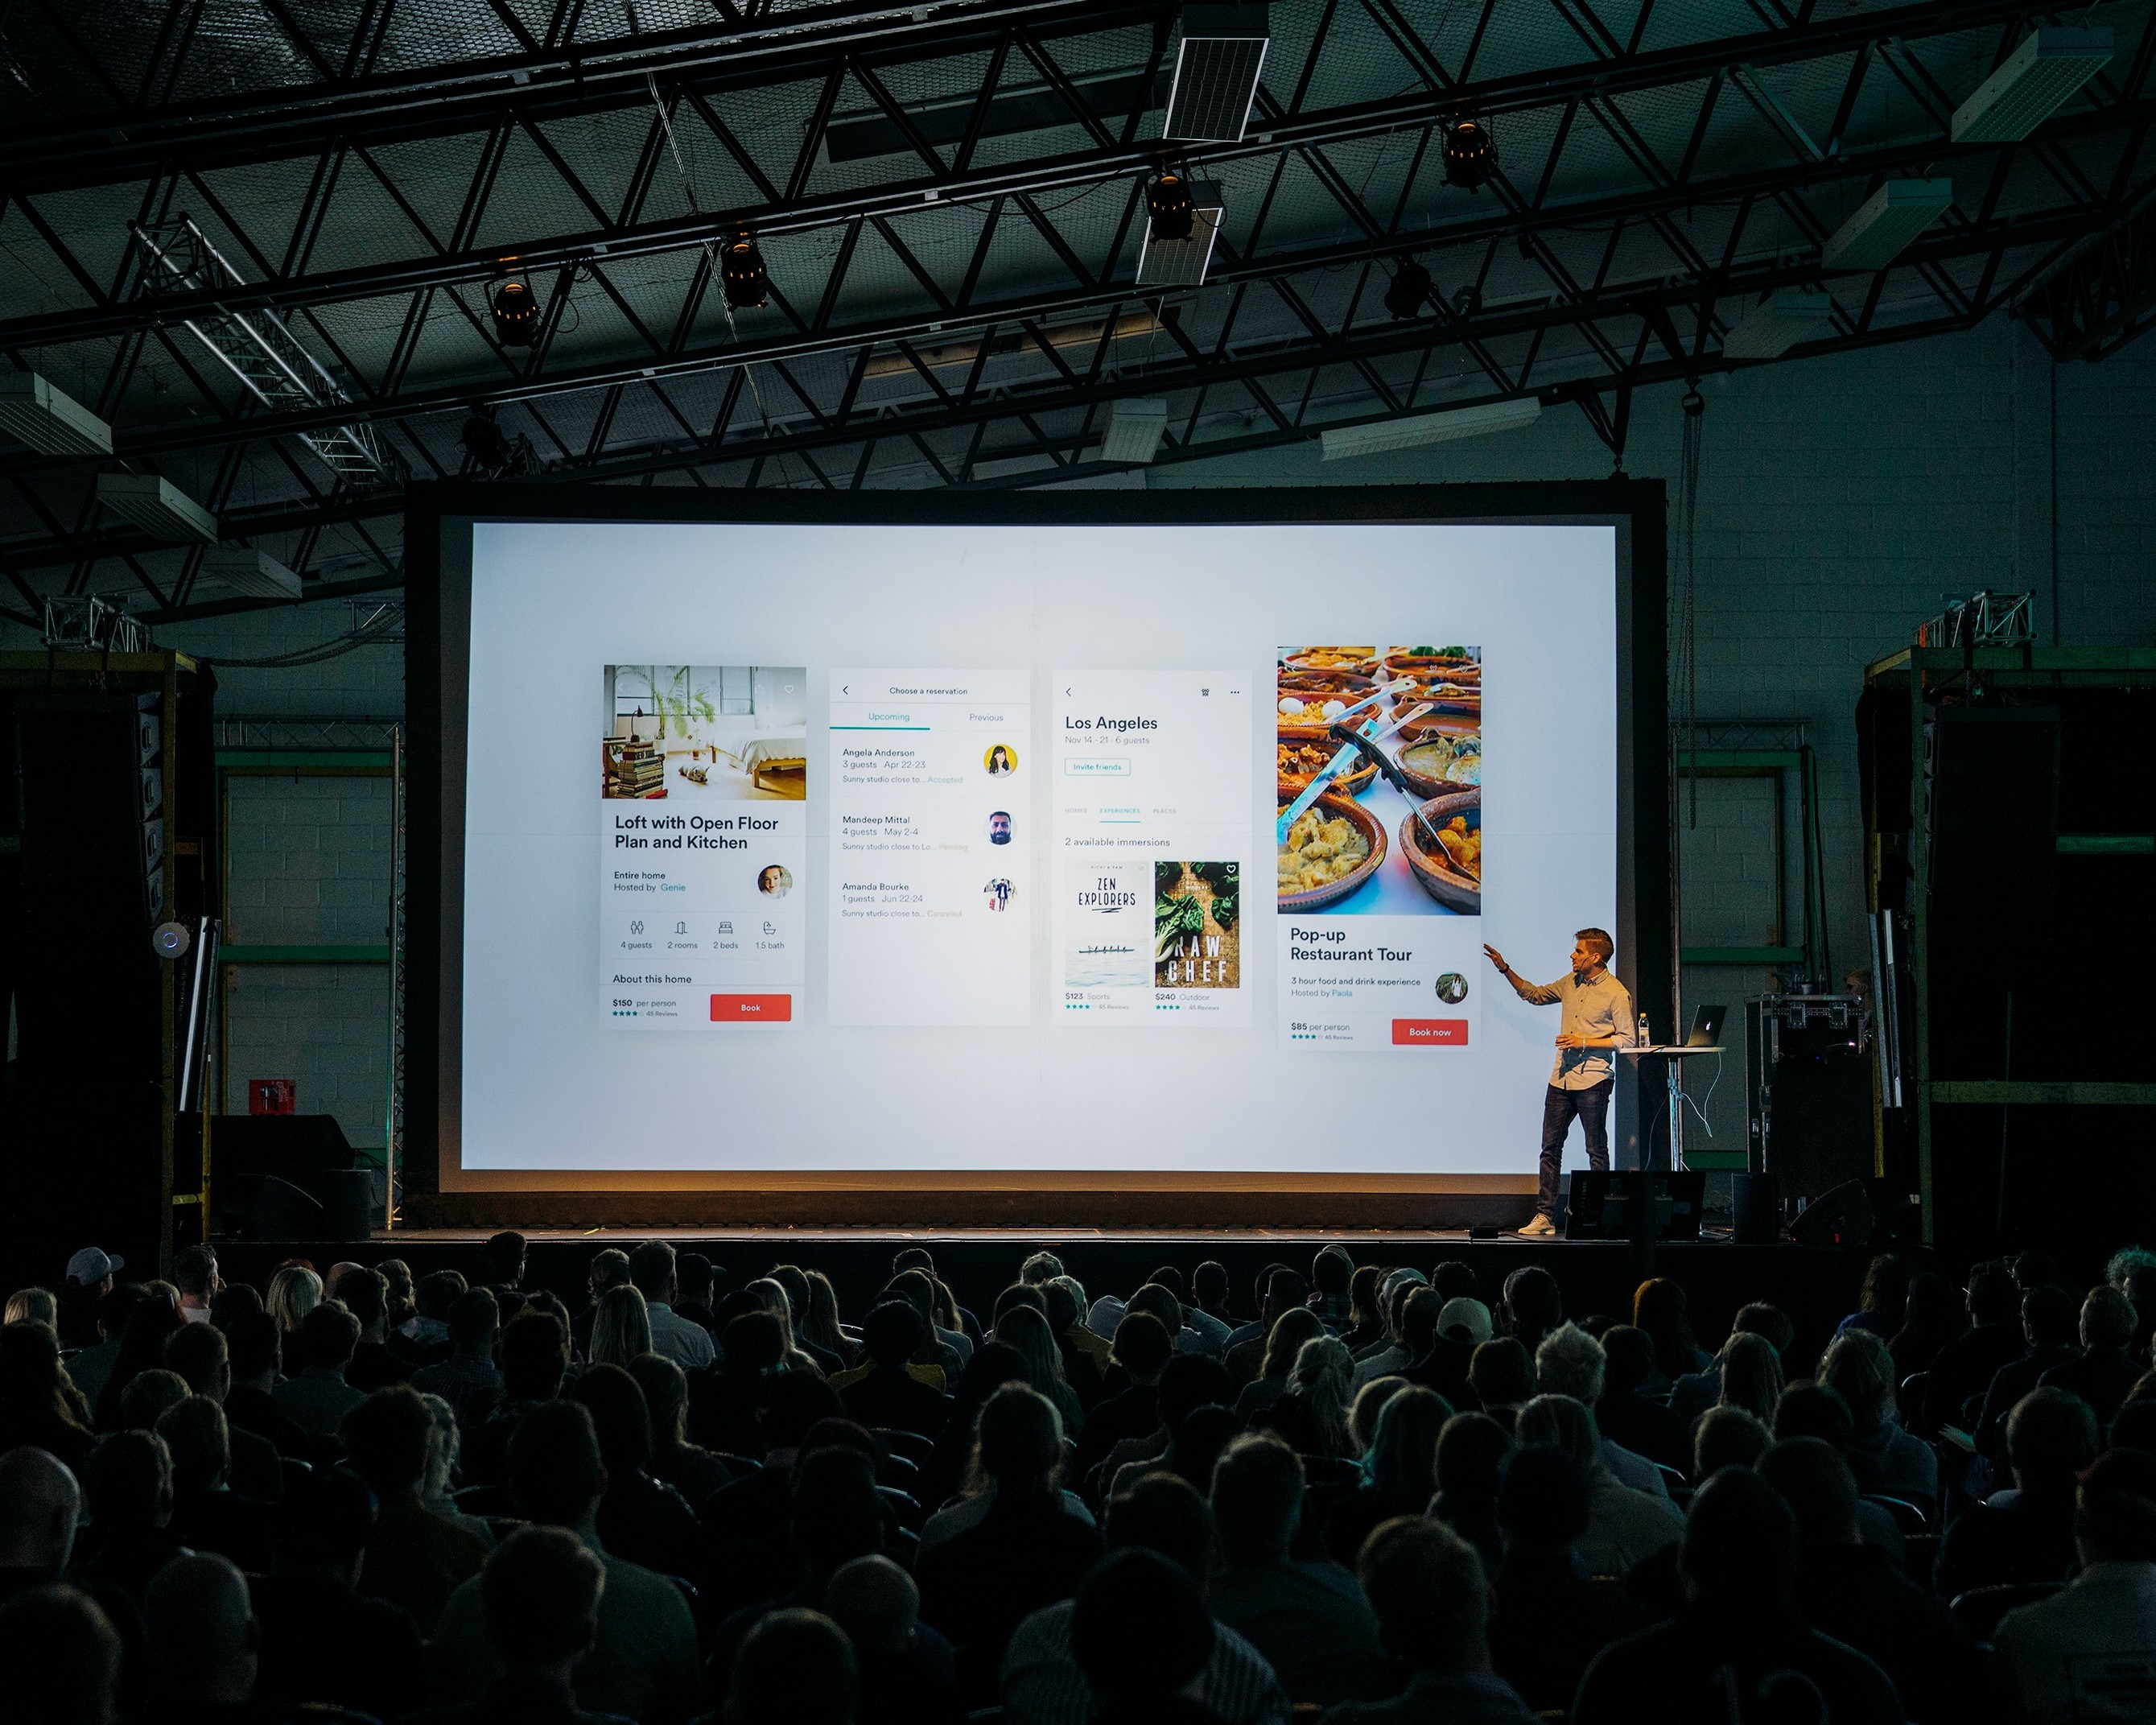 Loft with Open Floor
Plan and Kitchen
Entire home
Hosted by Genie
4 guests
2 rooms
2 beds
1.5 bath
About this home
$150 per person
45 Reviews
Book
Choose a reservation
Upcoming
Previous
Angela Anderson
3 guests Apr 22-23
Sunny studio close to... Accepted
Mandeep Mittal
4 guests May 2-4
Sunny studio close to Lo... Pending
Amanda Bourke
1 guests Jun 22-24
Sunny studio close to... Canceled
Los Angeles
Nov 14 - 21 · 6 guests
Invite friends
HOMES
EXPERIENCES
PLACES
2 available immersions
ZEN
EXPLORERS
$123 Sports
45 Reviews
RAW
CHEF
$240 Outdoor
45 Reviews
Pop-up
Restaurant Tour
3 hour food and drink experience
Hosted by Paola
$85 per person
45 Reviews
Book now